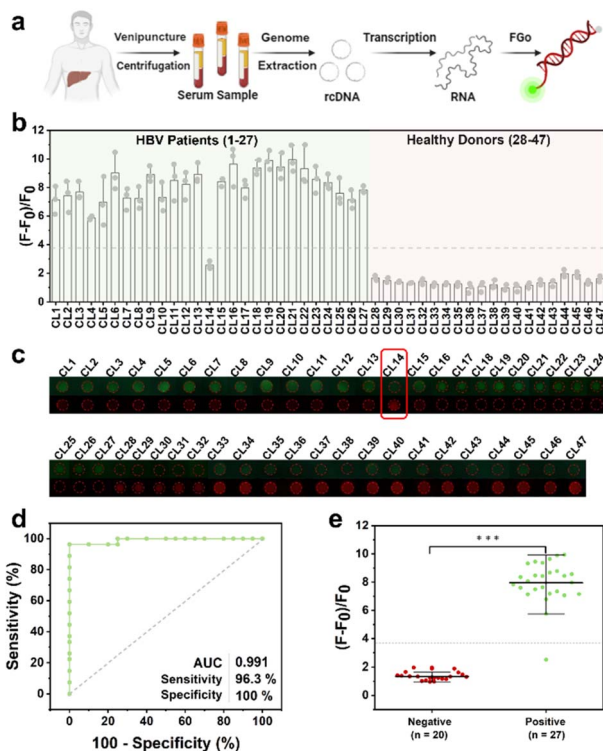 a
Venipuncture
Centrifugation
Serum Sample
Genome
Extraction
rcDNA
Transcription
RNA
FGo
b
HBV Patients (1-27)
Healthy Donors (28-47)
(F-F0)/F0
12
10
8
6
4
2
0
CL1 CL2 CL3 CL4 CL5 CL6 CL7 CL8 CL9 CL10 CL11 CL12 CL13 CL14 CL15 CL16 CL17 CL18 CL19 CL20 CL21 CL22 CL23 CL24 CL25 CL26 CL27 CL28 CL29 CL30 CL31 CL32 CL33 CL34 CL35 CL36 CL37 CL38 CL39 CL40 CL41 CL42 CL43 CL44 CL45 CL46 CL47
c
CL1 CL2 CL3 CL4 CL5 CL6 CL7 CL8 CL9 CL10 CL11 CL12 CL13 CL14 CL15 CL16 CL17 CL18 CL19 CL20 CL21 CL22 CL23 CL24
CL25 CL26 CL27 CL28 CL29 CL30 CL31 CL32 CL33 CL34 CL35 CL36 CL37 CL38 CL39 CL40 CL41 CL42 CL43 CL44 CL45 CL46 CL47
d
Sensitivity (%)
100
80
60
40
20
0
AUC 0.991
Sensitivity 96.3 %
Specificity 100 %
0 20 40 60 80 100
100 - Specificity (%)
e
(F-F0)/F0
12
10
8
6
4
2
0
***
Negative
(n = 20)
Positive
(n = 27)